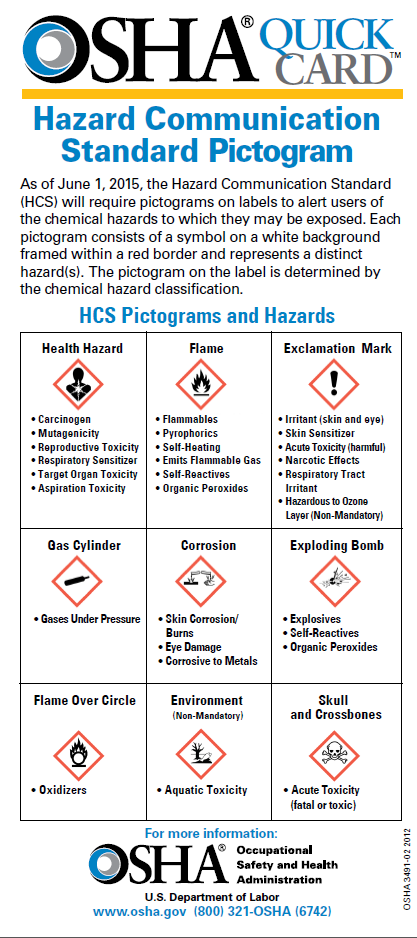 OSHA® QUICK CARD™
Hazard Communication
Standard Pictogram
As of June 1, 2015, the Hazard Communication Standard
(HCS) will require pictograms on labels to alert users of
the chemical hazards to which they may be exposed. Each
pictogram consists of a symbol on a white background
framed within a red border and represents a distinct
hazard(s). The pictogram on the label is determined by
the chemical hazard classification.
HCS Pictograms and Hazards
Health Hazard
• Carcinogen
• Mutagenicity
• Reproductive Toxicity
• Respiratory Sensitizer
• Target Organ Toxicity
• Aspiration Toxicity
Flame
• Flammables
• Pyrophorics
• Self-Heating
• Emits Flammable Gas
• Self-Reactives
• Organic Peroxides
Exclamation Mark
• Irritant (skin and eye)
• Skin Sensitizer
• Acute Toxicity (harmful)
• Narcotic Effects
• Respiratory Tract
Irritant
• Hazardous to Ozone
Layer (Non-Mandatory)
Gas Cylinder
• Gases Under Pressure
Corrosion
• Skin Corrosion/
Burns
• Eye Damage
• Corrosive to Metals
Exploding Bomb
• Explosives
• Self-Reactives
• Organic Peroxides
Flame Over Circle
• Oxidizers
Environment
(Non-Mandatory)
• Aquatic Toxicity
Skull
and Crossbones
• Acute Toxicity
(fatal or toxic)
For more information:
OSHA®
Occupational
Safety and Health
Administration
U.S. Department of Labor
www.osha.gov (800) 321-OSHA (6742)
OSHA 3491-02 2012